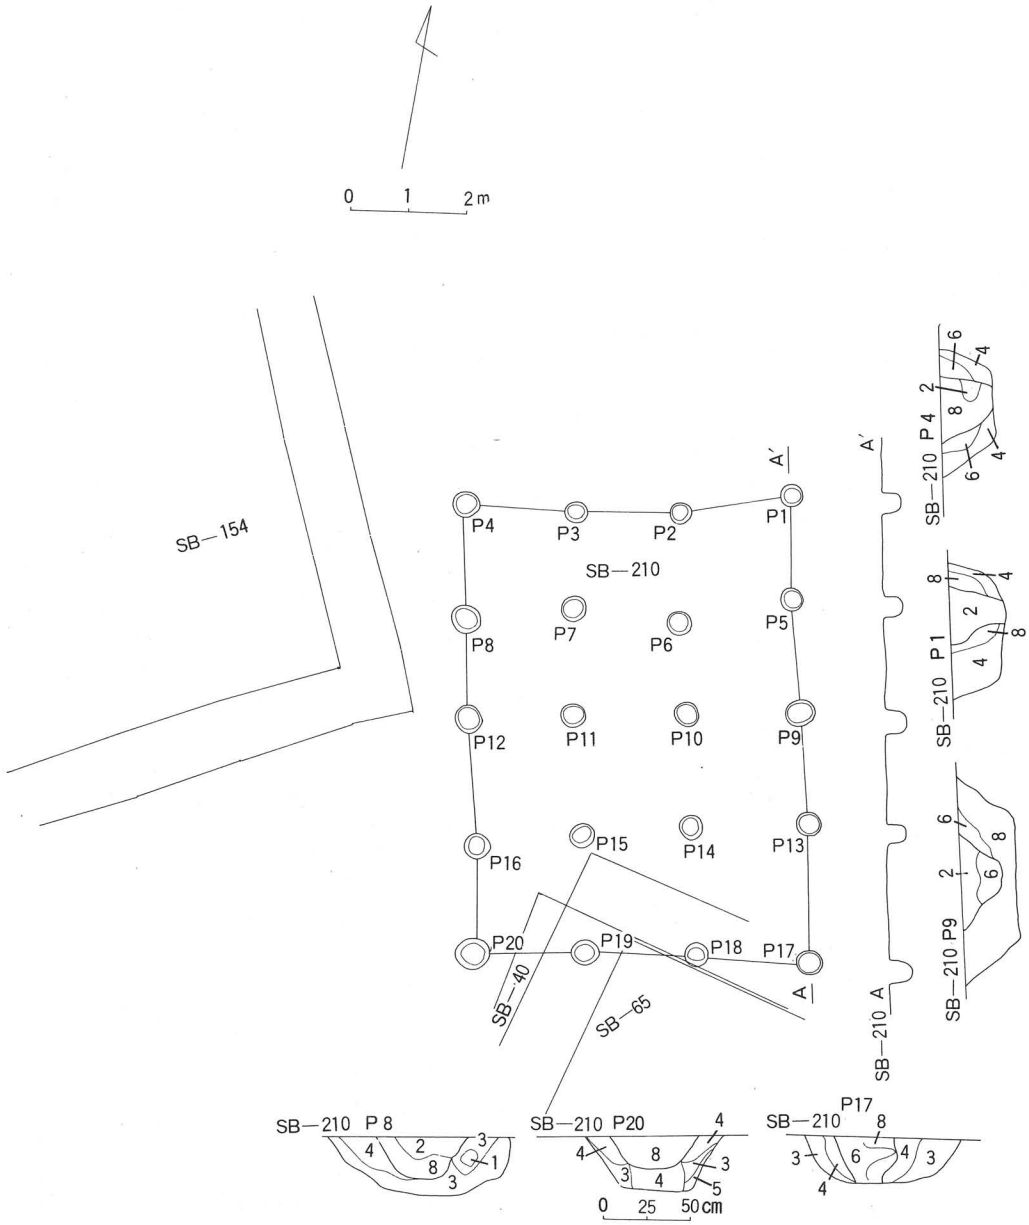 0 1 2m
SB—154
A′
P4 P3 P2 P1
SB—210
P8 P7 P6 P5
P12 P11 P10 P9
P16 P15 P14 P13
P20 P19 P18 P17
A
SB—40
SB—65
A′
SB—210 A
SB—210 P4
6 4 2 8 6 4
SB—210 P1
8 4 2 8 4
SB—210 P9
6 8 2 6
SB—210 P8
4 2 3 8 1 3
SB—210 P20
4 4 8 3 4 3 5
SB—210 P17
8 3 4 6 4 3
0 25 50cm